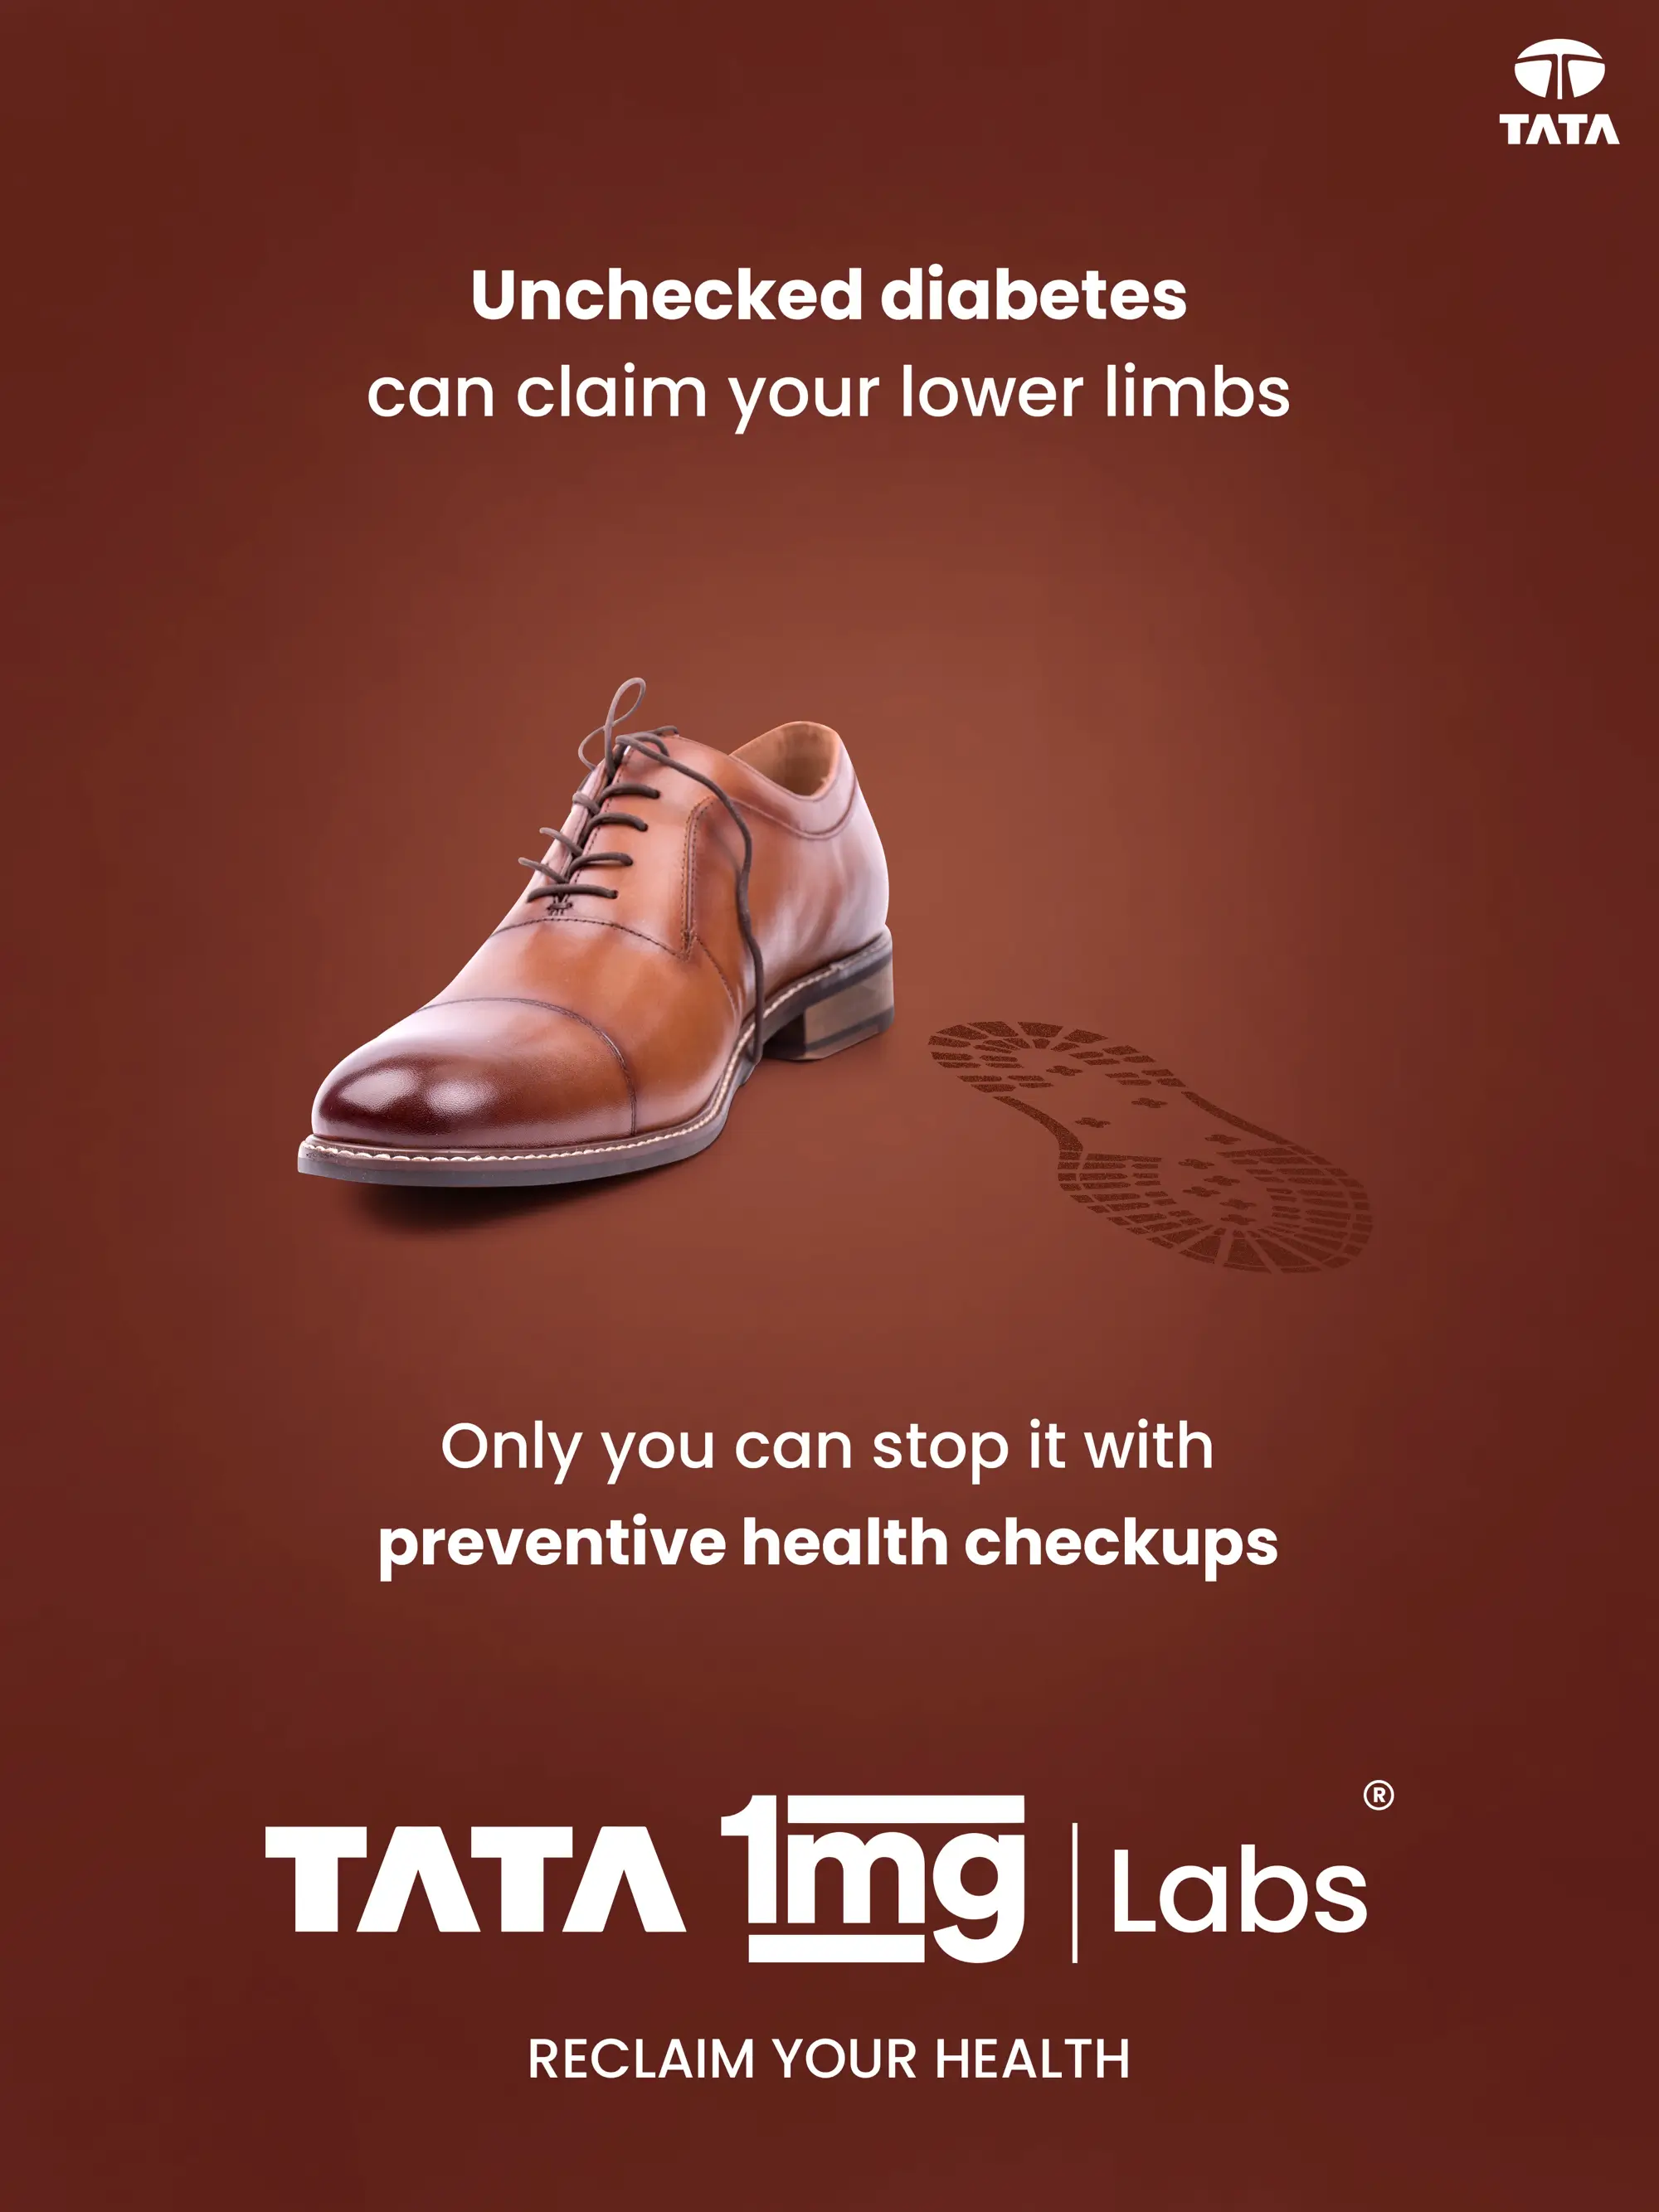 TATA
Unchecked diabetes
can claim your lower limbs
Only you can stop it with
preventive health checkups
TATA 1mg | Labs®
RECLAIM YOUR HEALTH